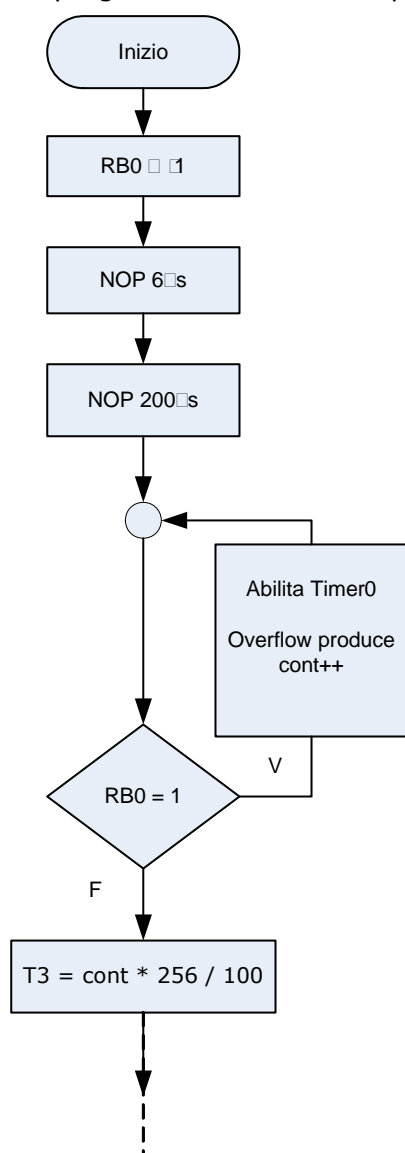 Inizio
RB0 □ □1
NOP 6□s
NOP 200□s
Abilita Timer0
Overflow produce
cont++
RB0 = 1
V
F
T3 = cont * 256 / 100